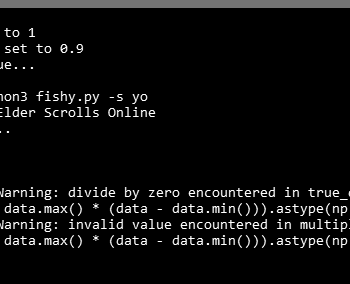 to 1
set to 0.9
ue...
hon3 fishy.py -s yo
Elder Scrolls Online
..
Warning: divide by zero encountered in true_
data.max() * (data - data.min())).astype(np
Warning: invalid value encountered in multip
data.max() * (data - data.min())).astype(np